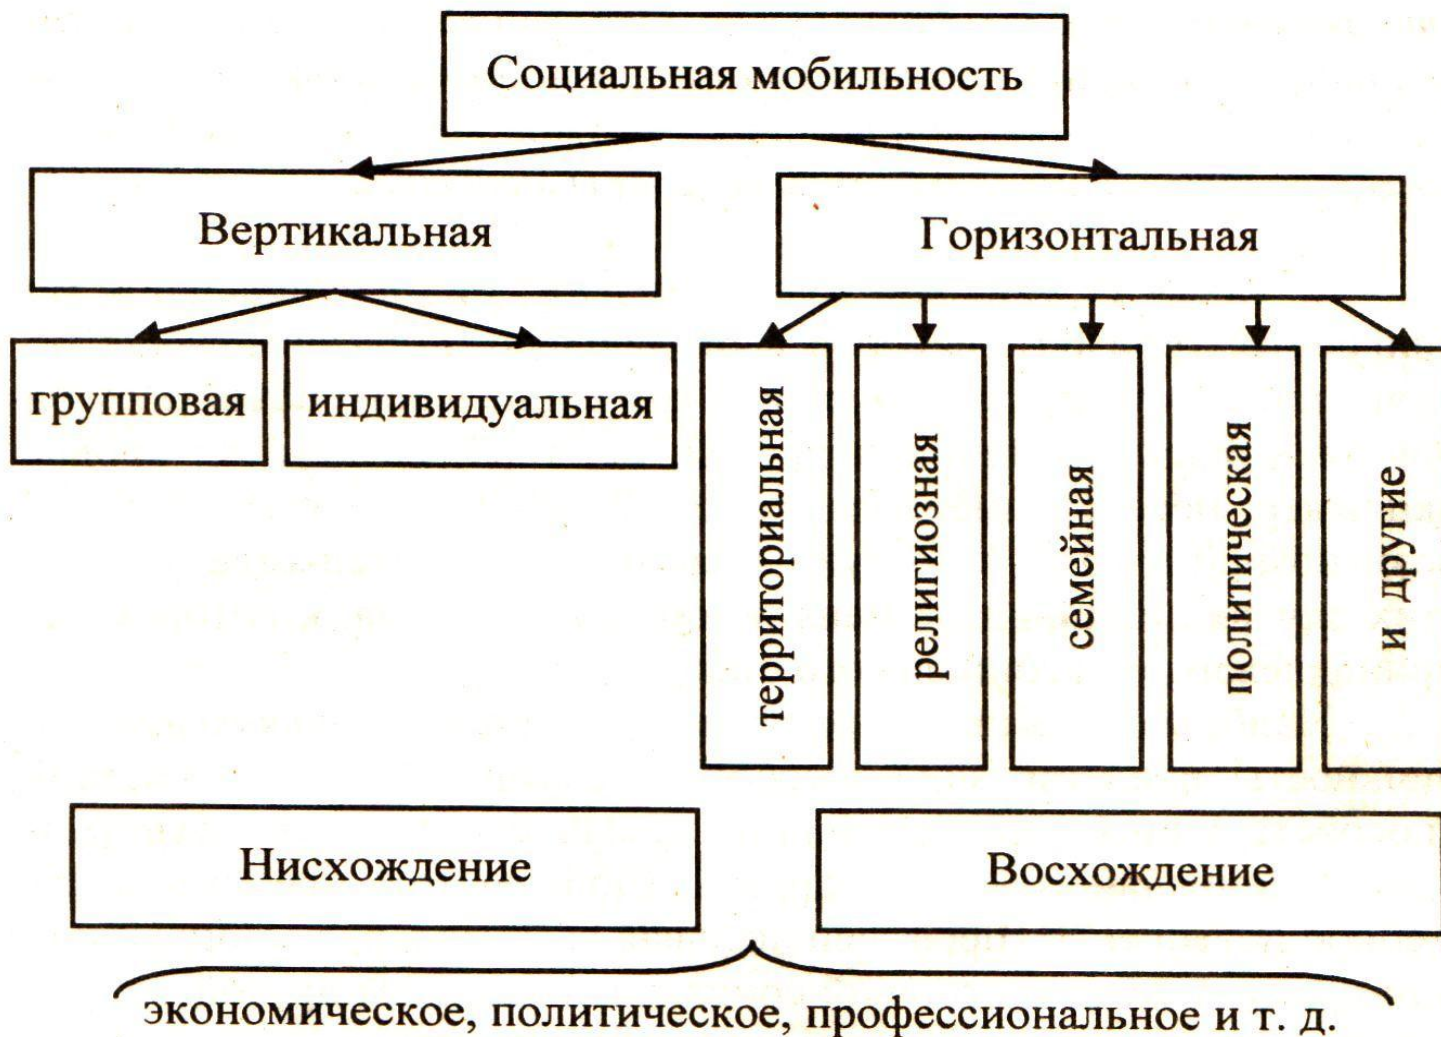 Социальная мобильность
Вертикальная
Горизонтальная
групповая
индивидуальная
территориальная
религиозная
семейная
политическая
и другие
Нисхождение
Восхождение
экономическое, политическое, профессиональное и т. д.